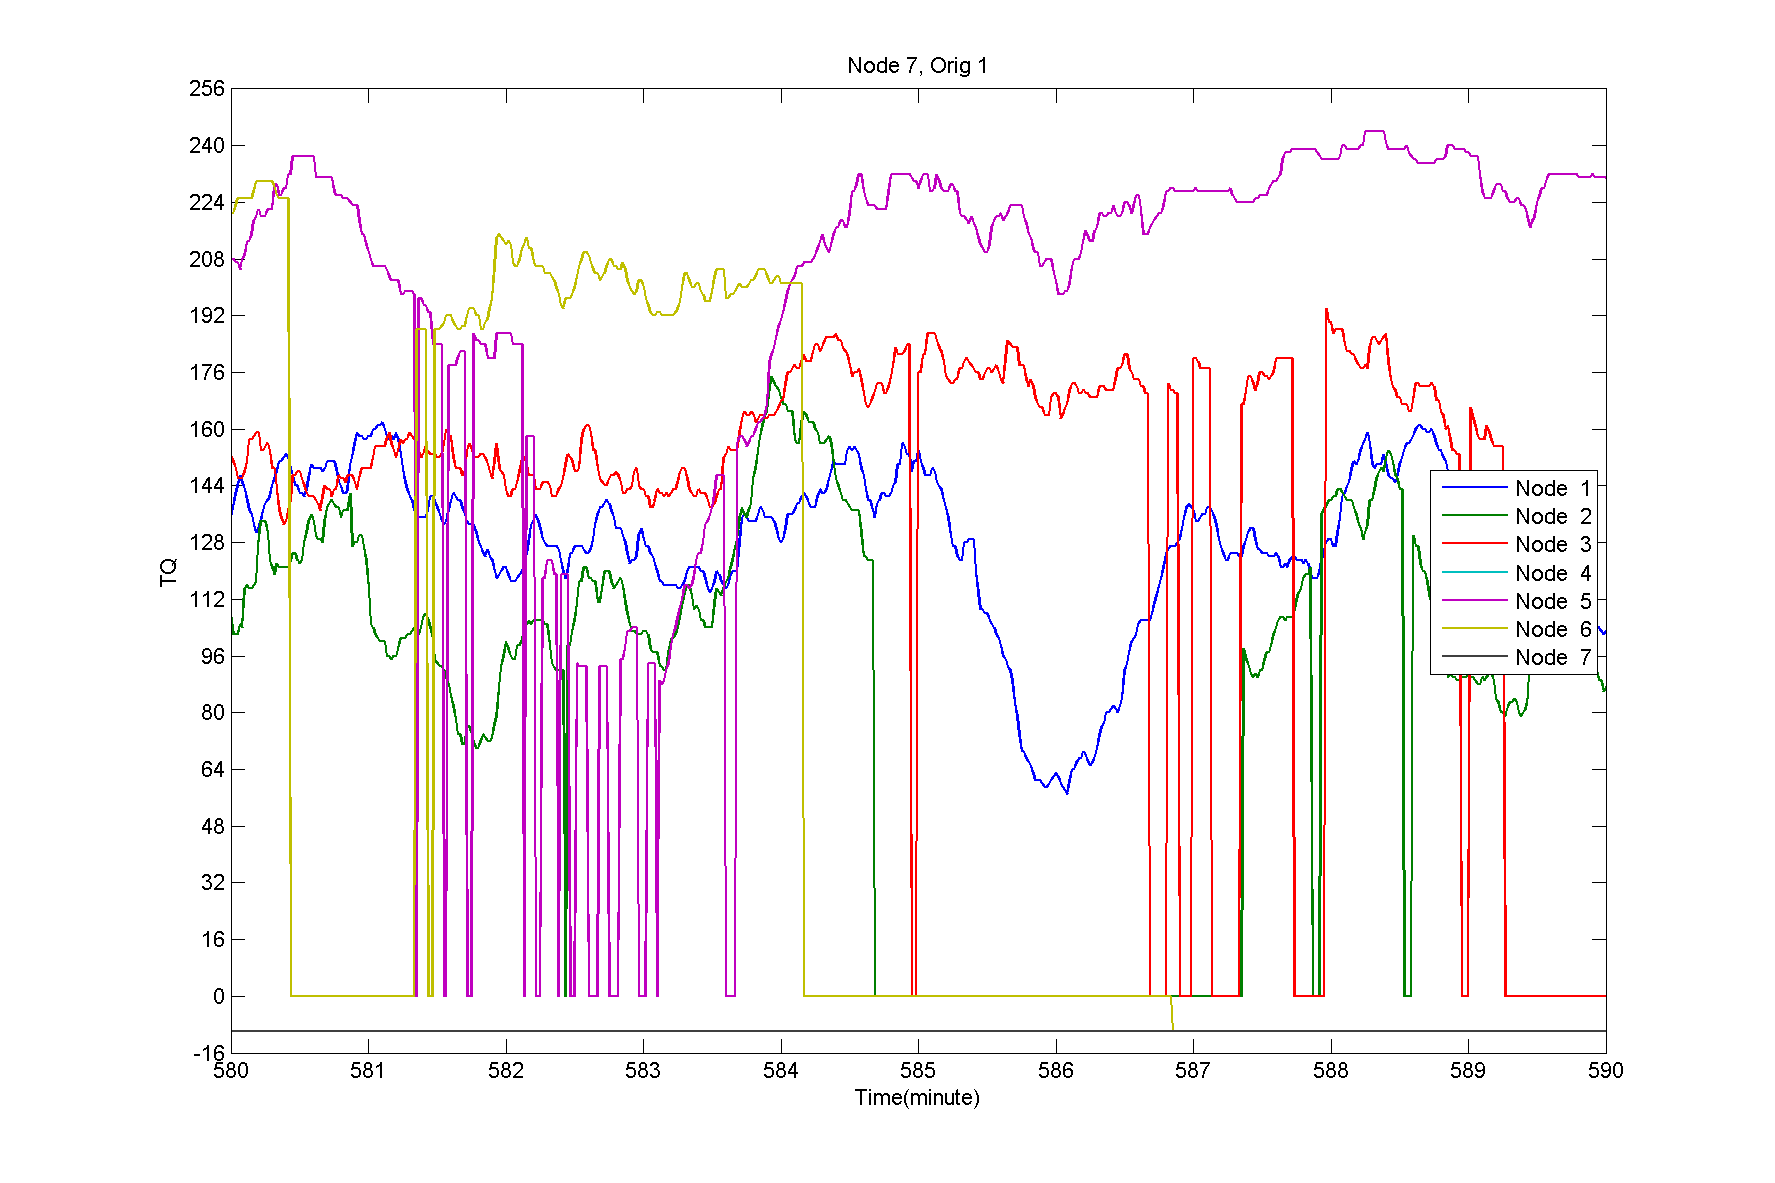 Node 7, Orig 1
256
240
224
208
192
176
160
144
128
112
96
80
64
48
32
16
0
-16
TQ
Node 1
Node 2
Node 3
Node 4
Node 5
Node 6
Node 7
580 581 582 583 584 585 586 587 588 589 590
Time(minute)